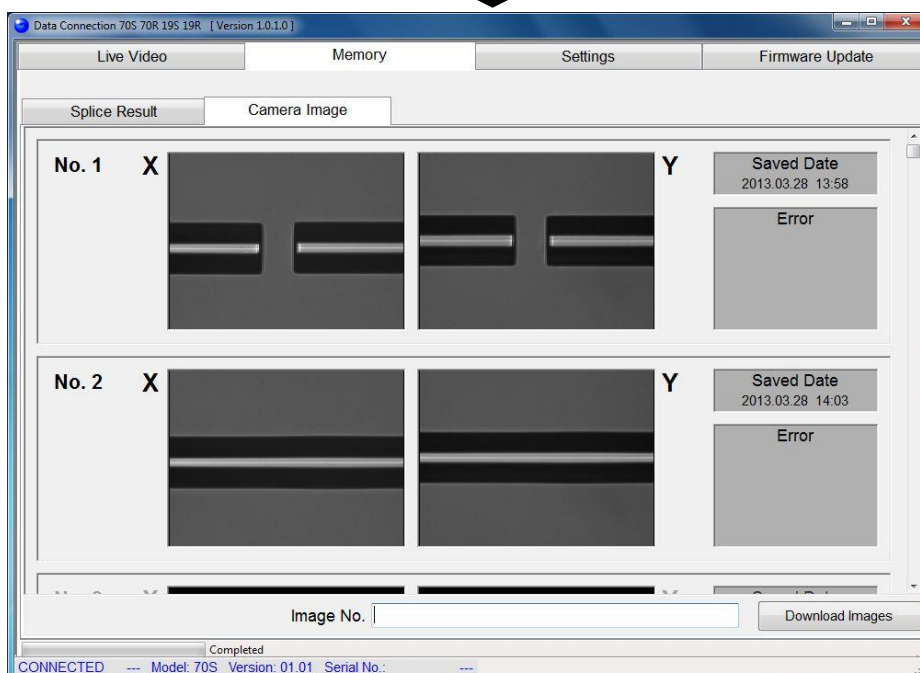 Data Connection 70S 70R 19S 19R [ Version 1.0.1.0 ]
Live Video Memory Settings Firmware Update
Splice Result Camera Image
No. 1 X Y Saved Date
2013.03.28 13:58
Error
No. 2 X Y Saved Date
2013.03.28 14:03
Error
Image No. Download Images
Completed
CONNECTED --- Model: 70S Version: 01.01 Serial No.: ---